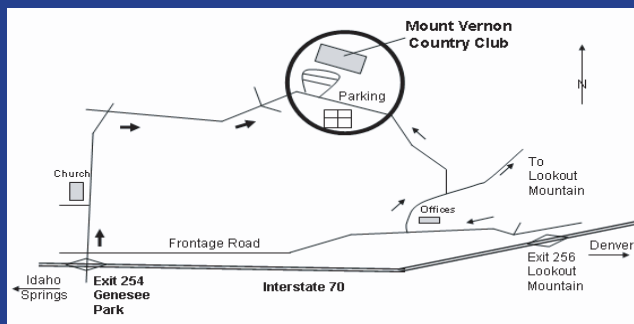 Mount Vernon
Country Club
N
Parking
Church
To
Lookout
Mountain
Offices
Frontage Road
Denver
Exit 256
Lookout
Mountain
Idaho
Springs
Exit 254
Genesee
Park
Interstate 70